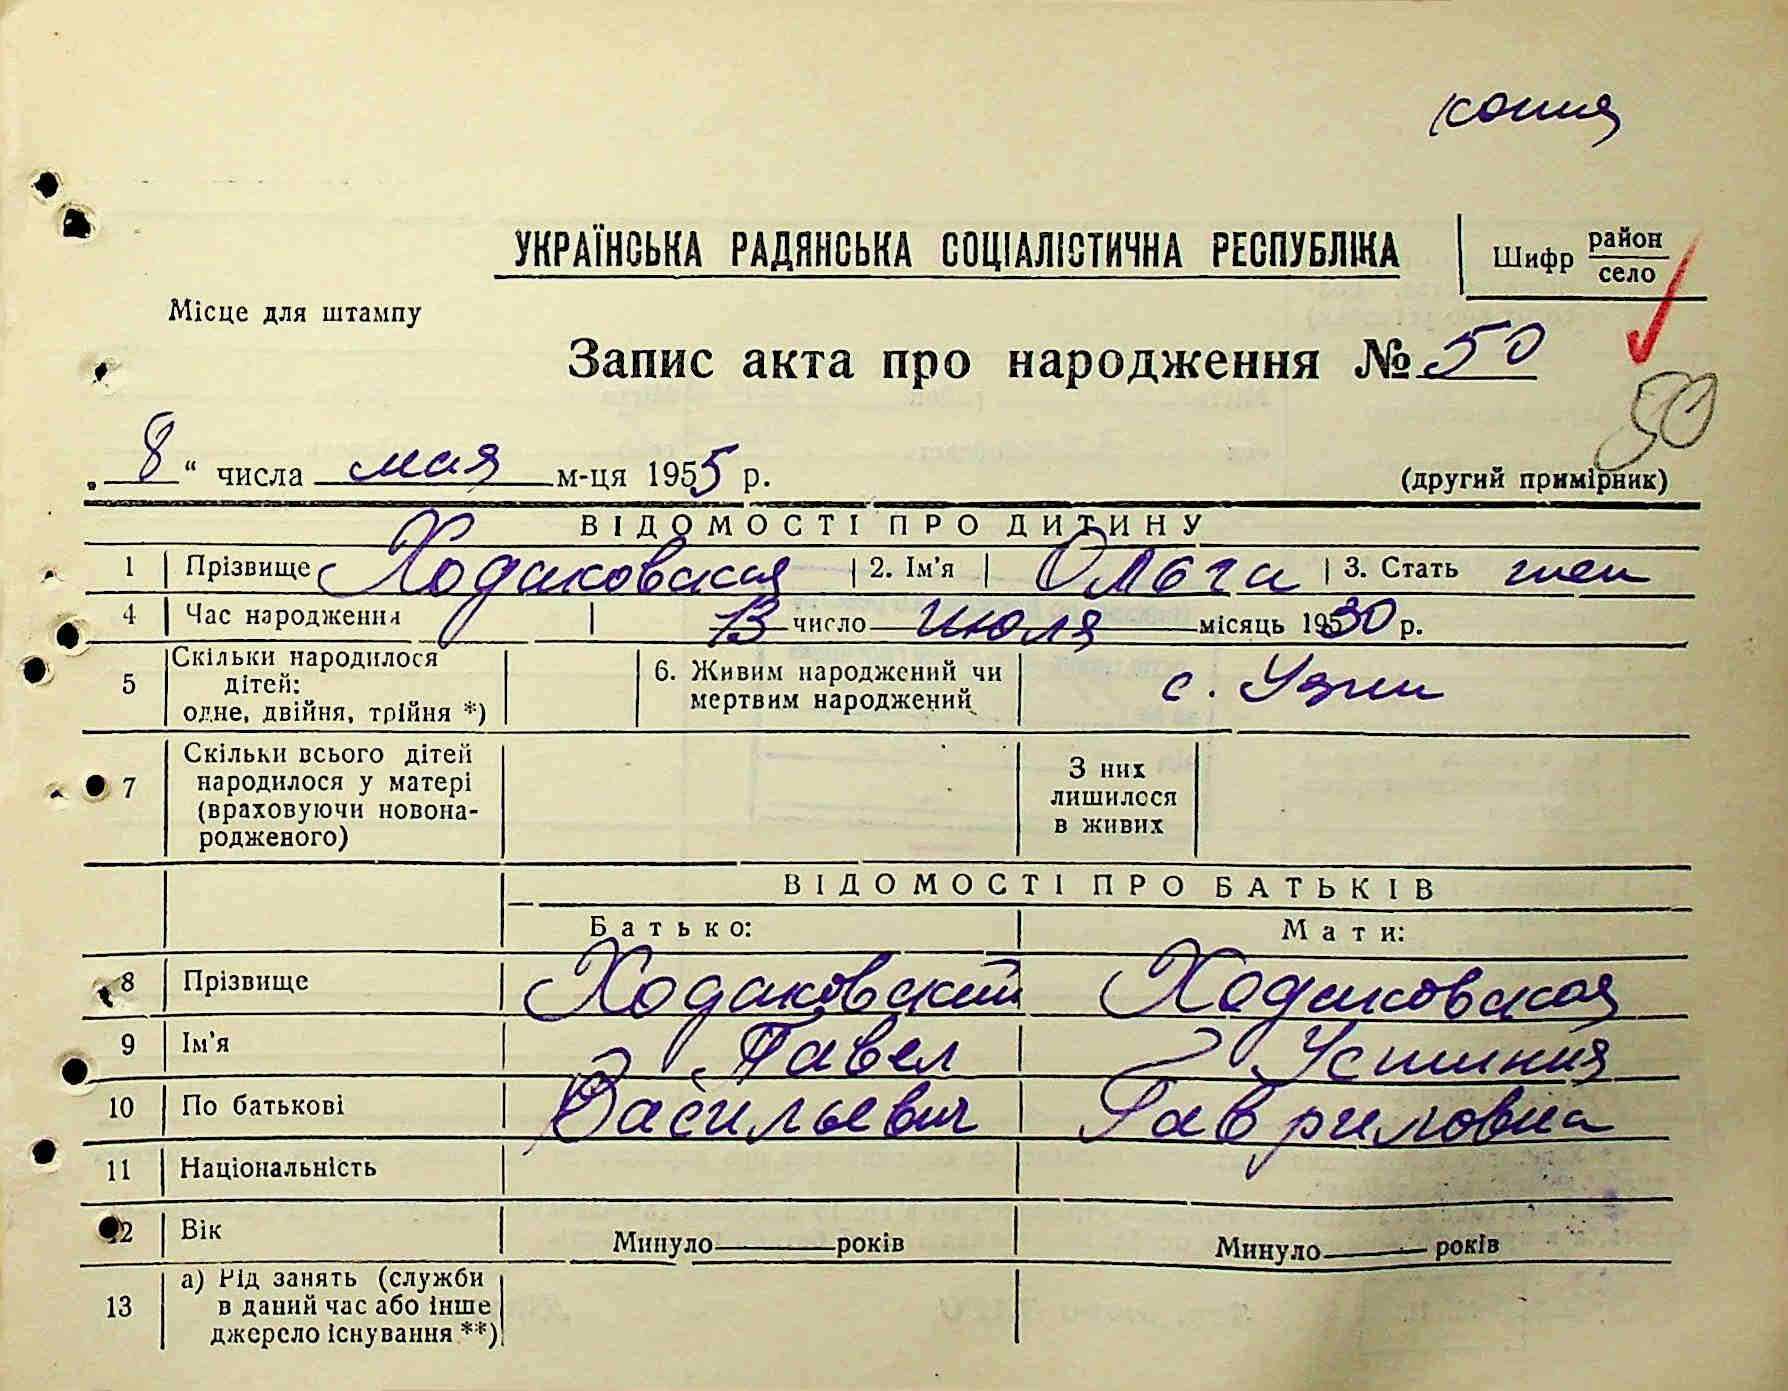 копия
УКРАЇНСЬКА РАДЯНСЬКА СОЦІАЛІСТИЧНА РЕСПУБЛІКА
Шифр район
село
Місце для штампу
Запис акта про народження № 50
50
„ 8 “ числа мая м-ця 1955 р.
(другий примірник)
ВІДОМОСТІ ПРО ДИТИНУ
1 Прізвище Ходаковская 2. Ім'я Ольга 3. Стать жен
4 Час народження 13 число июля місяць 1930 р.
5 Скільки народилося дітей: одне, двійня, трійня *) 6. Живим народжений чи мертвим народжений с. Узин
7 Скільки всього дітей народилося у матері (враховуючи новонародженого) З них лишилося в живих
ВІДОМОСТІ ПРО БАТЬКІВ
Батько: Мати:
8 Прізвище Ходаковский Ходаковская
9 Ім'я Павел Устиния
10 По батькові Васильевич Гавриловна
11 Національність
12 Вік Минуло років Минуло років
13 а) Рід занять (служби в даний час або інше джерело існування **)